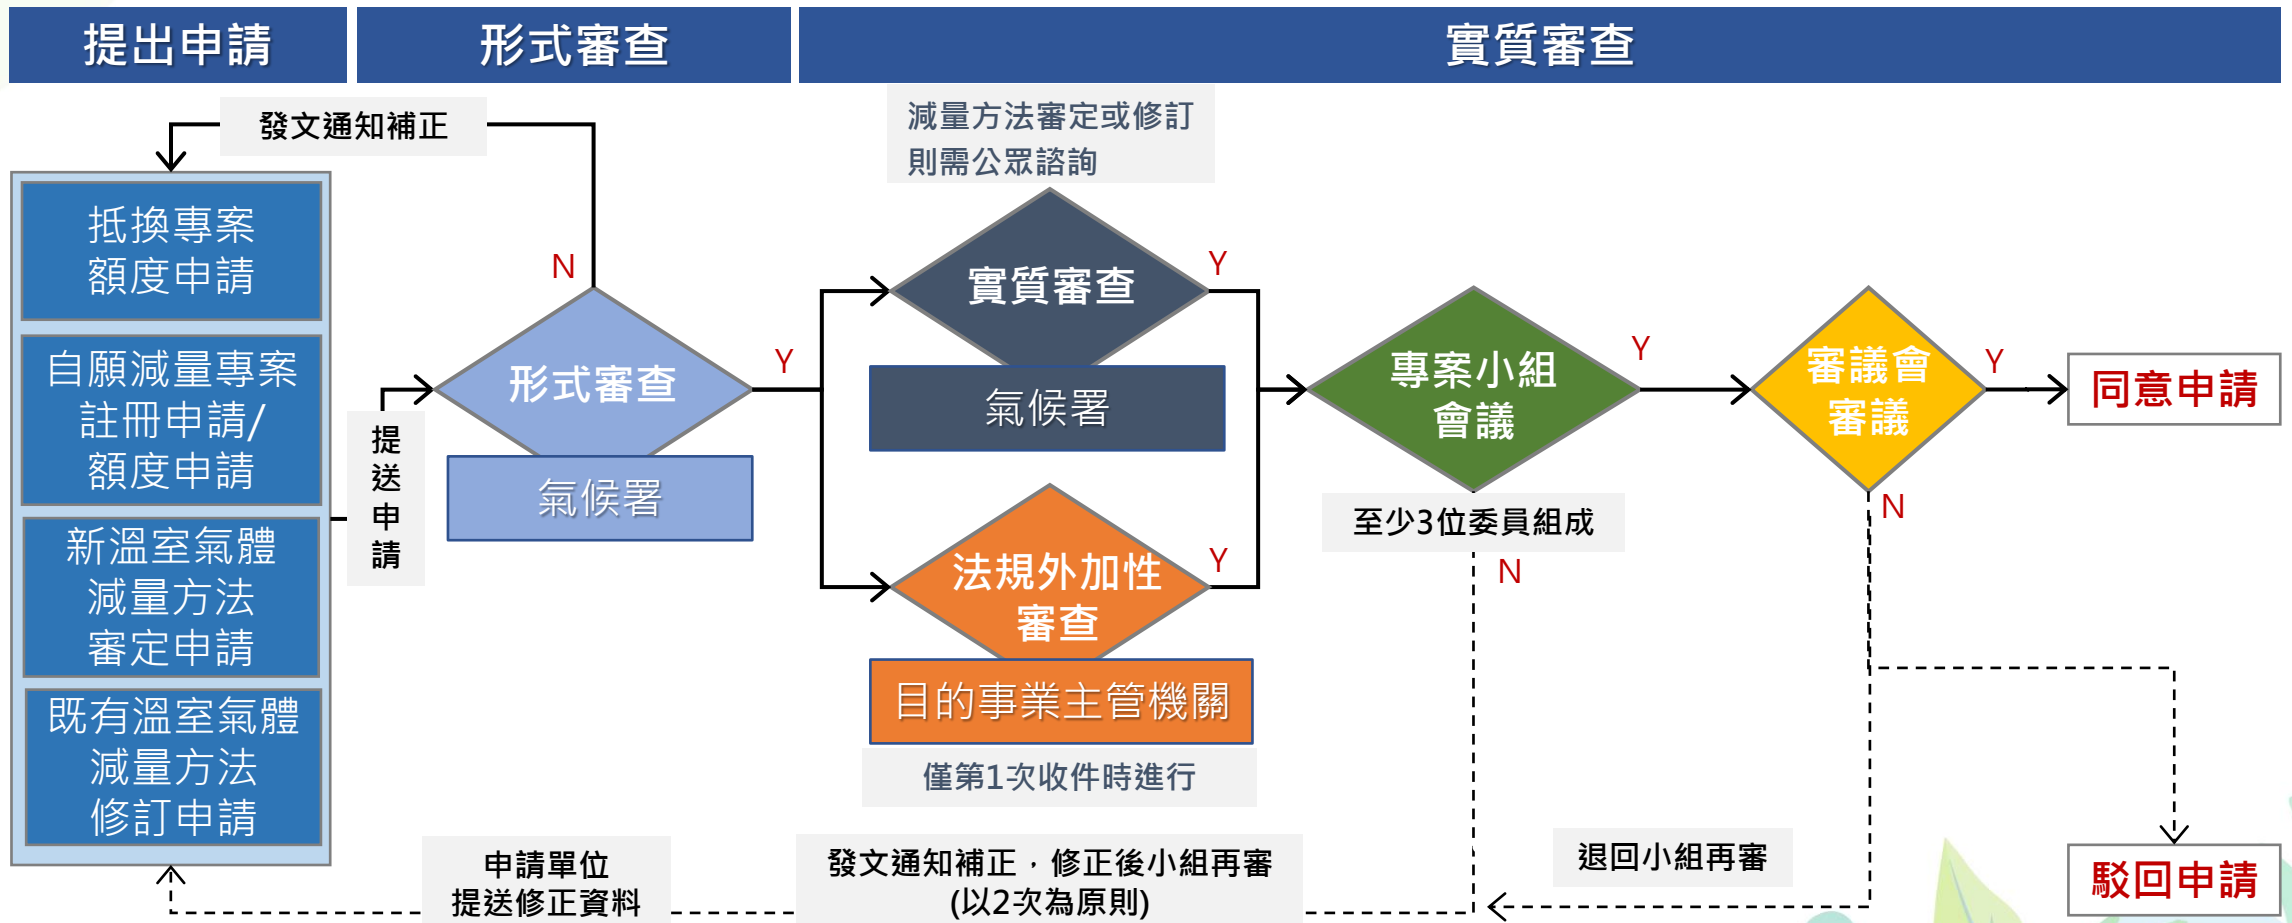 提出申請
形式審查
實質審查
發文通知補正
減量方法審定或修訂
則需公眾諮詢
抵換專案
額度申請
自願減量專案
註冊申請/
額度申請
新溫室氣體
減量方法
審定申請
既有溫室氣體
減量方法
修訂申請
提
送
申
請
N
形式審查
氣候署
Y
實質審查
氣候署
Y
法規外加性
審查
目的事業主管機關
Y
僅第1次收件時進行
專案小組
會議
Y
至少3位委員組成
N
審議會
審議
Y
N
同意申請
退回小組再審
駁回申請
發文通知補正，修正後小組再審
(以2次為原則)
申請單位
提送修正資料